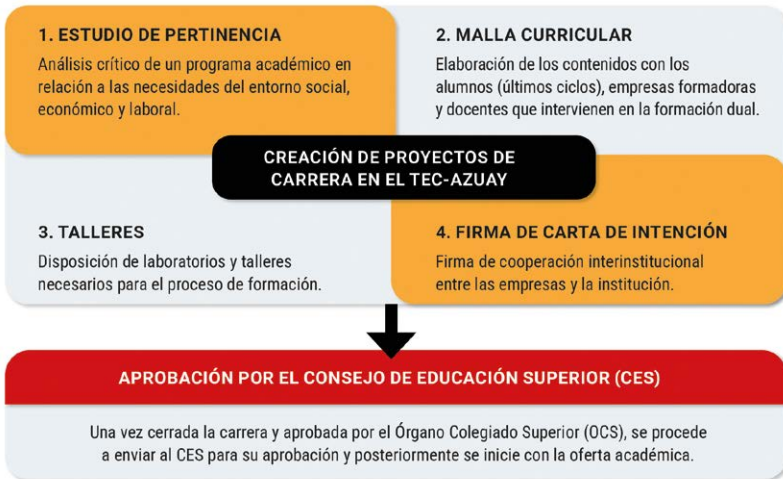 1. ESTUDIO DE PERTINENCIA
Análisis crítico de un programa académico en
relación a las necesidades del entorno social,
económico y laboral.
2. MALLA CURRICULAR
Elaboración de los contenidos con los
alumnos (últimos ciclos), empresas formadoras
y docentes que intervienen en la formación dual.
CREACIÓN DE PROYECTOS DE
CARRERA EN EL TEC-AZUAY
3. TALLERES
Disposición de laboratorios y talleres
necesarios para el proceso de formación.
4. FIRMA DE CARTA DE INTENCIÓN
Firma de cooperación interinstitucional
entre las empresas y la institución.
APROBACIÓN POR EL CONSEJO DE EDUCACIÓN SUPERIOR (CES)
Una vez cerrada la carrera y aprobada por el Órgano Colegiado Superior (OCS), se procede
a enviar al CES para su aprobación y posteriormente se inicie con la oferta académica.